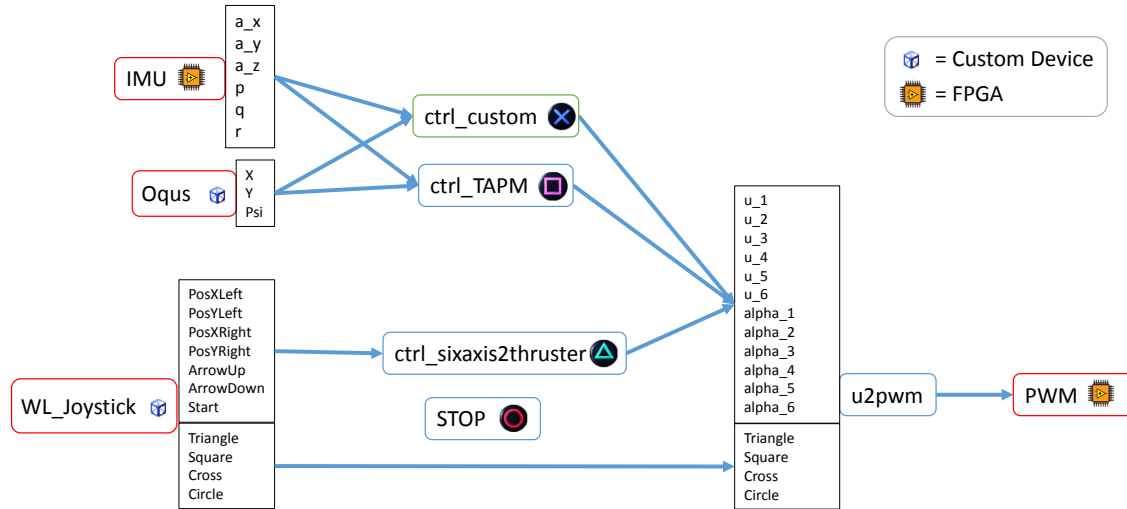 a_x
a_y
a_z
p
q
r
IMU
= Custom Device
= FPGA
ctrl_custom
X
Y
Psi
Oqus
ctrl_TAPM
PosXLeft
PosYLeft
PosXRight
PosYRight
ArrowUp
ArrowDown
Start
Triangle
Square
Cross
Circle
WL_Joystick
ctrl_sixaxis2thruster
STOP
u_1
u_2
u_3
u_4
u_5
u_6
alpha_1
alpha_2
alpha_3
alpha_4
alpha_5
alpha_6
Triangle
Square
Cross
Circle
u2pwm
PWM